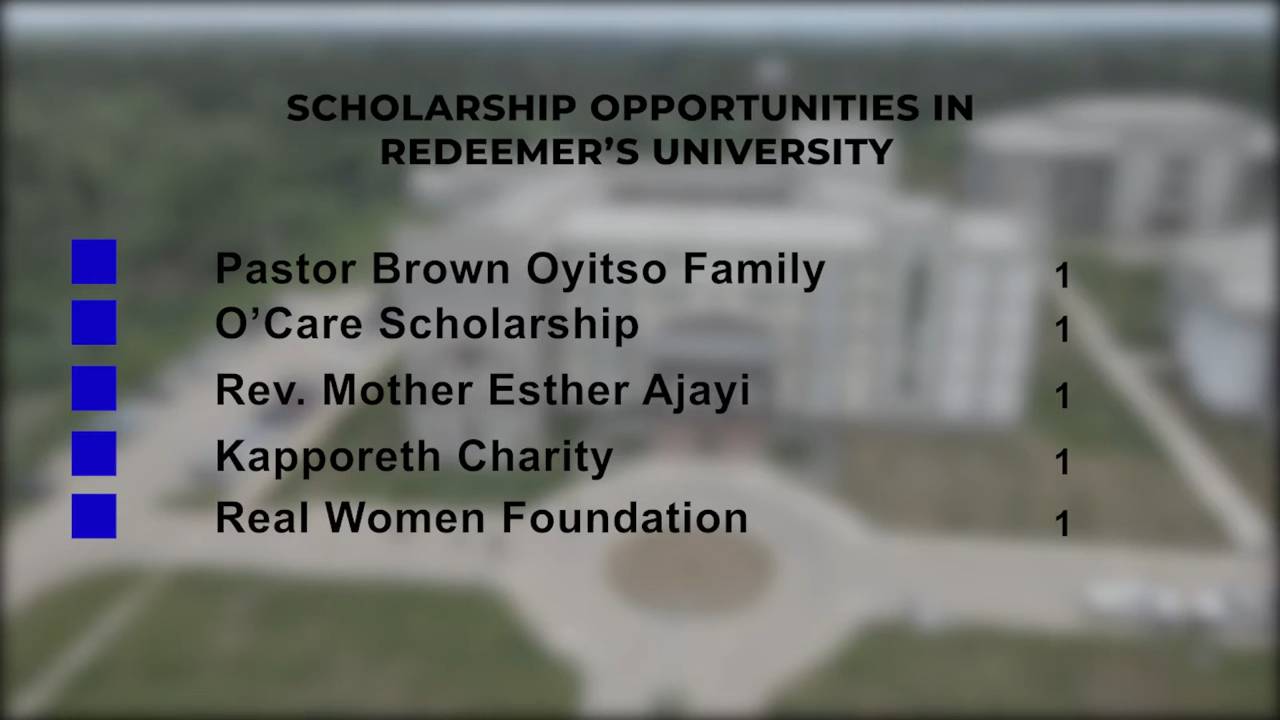 SCHOLARSHIP OPPORTUNITIES IN
REDEEMER’S UNIVERSITY
Pastor Brown Oyitso Family 1
O’Care Scholarship 1
Rev. Mother Esther Ajayi 1
Kapporeth Charity 1
Real Women Foundation 1